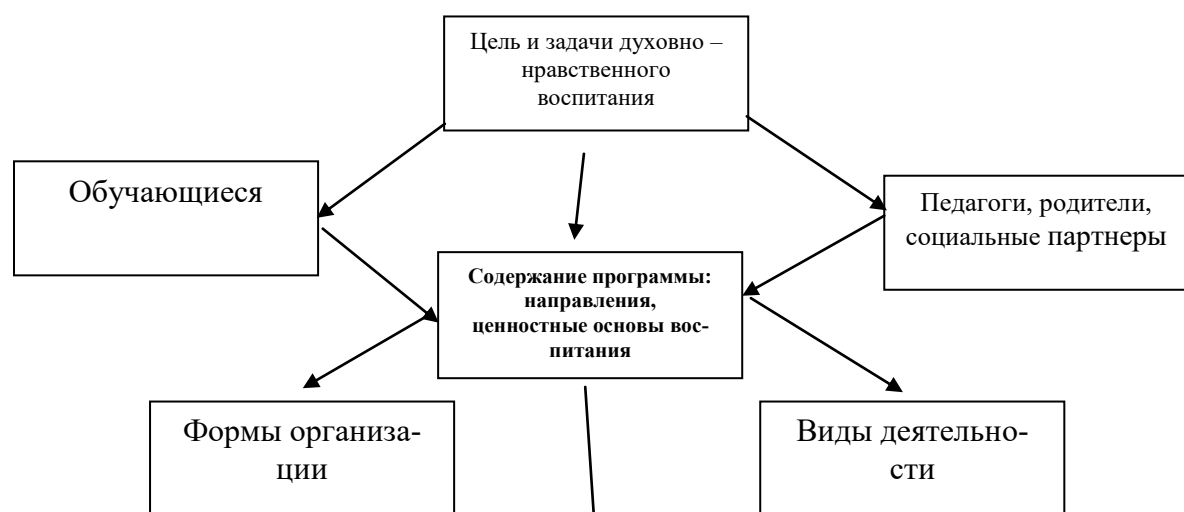 Цель и задачи духовно –
нравственного
воспитания
Обучающиеся
Педагоги, родители,
социальные партнеры
Содержание программы:
направления,
ценностные основы вос-
питания
Формы организа-
ции
Виды деятельно-
сти